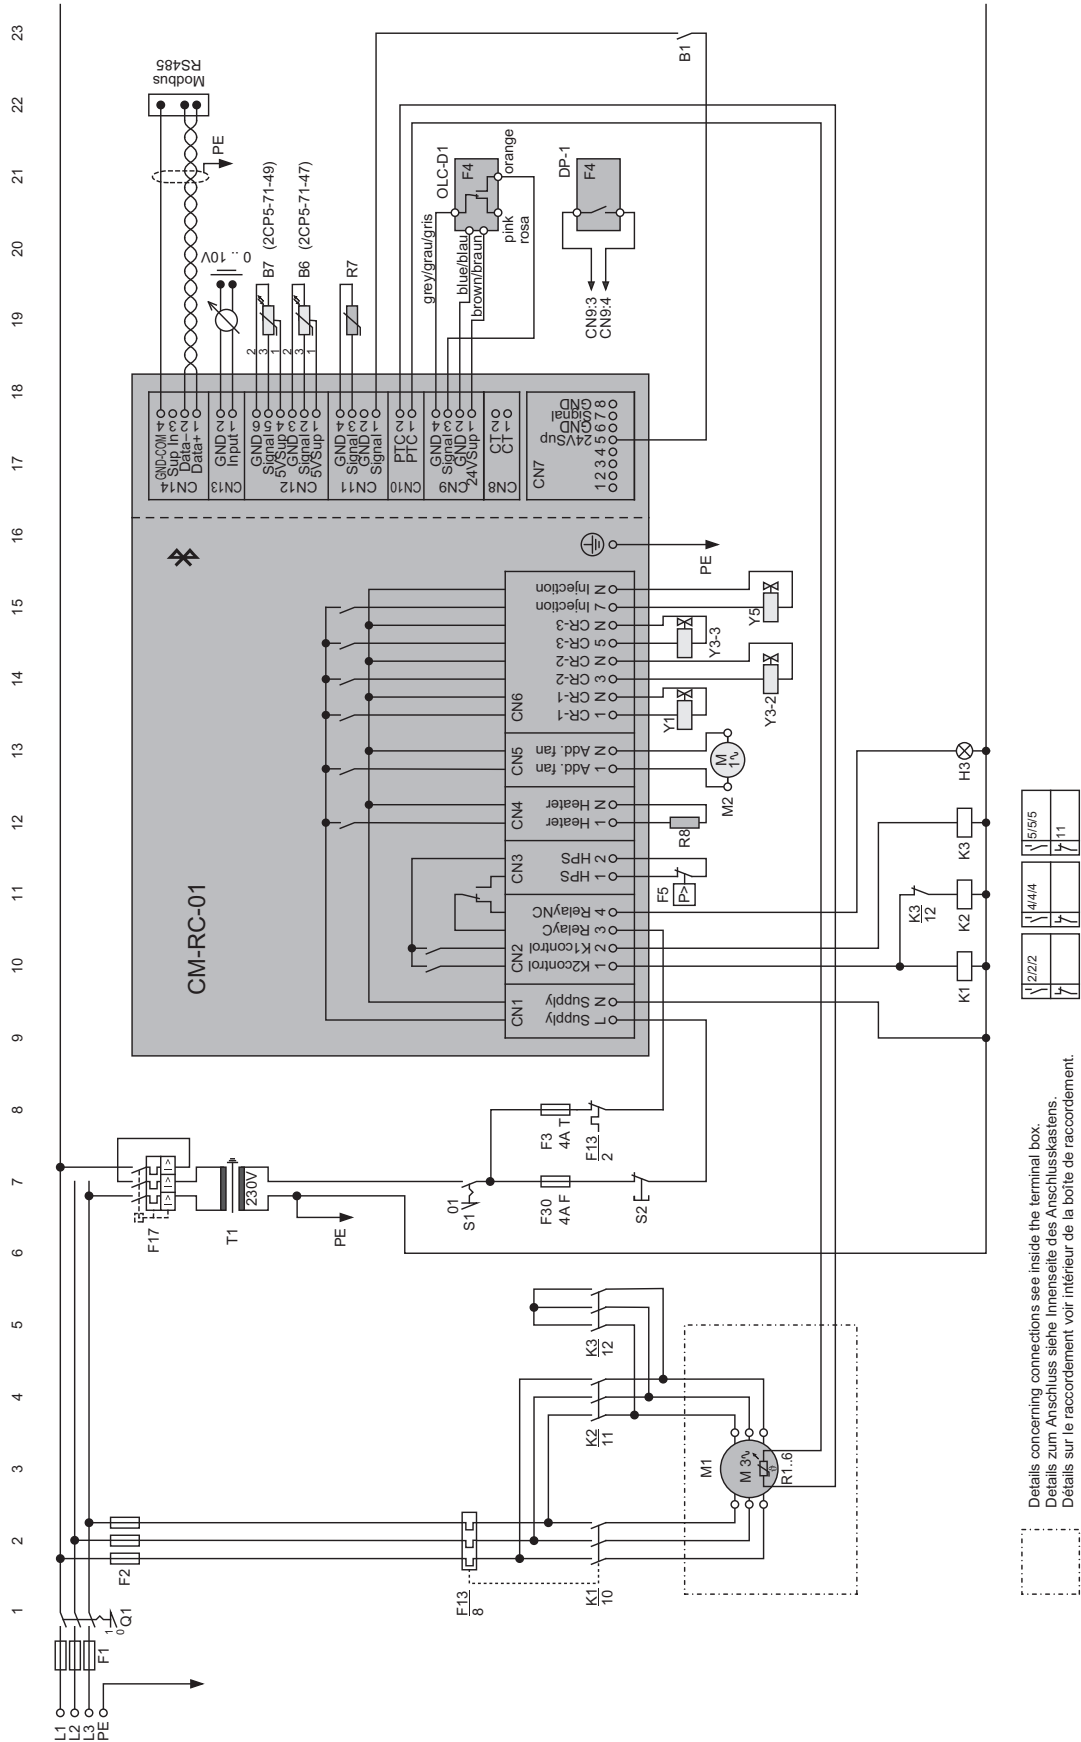 23
22
21
20
19
18
17
16
15
14
13
12
11
10
9
8
7
6
5
4
3
2
1
Modbus
RS485
PE
0 .. 10V
B7 (2CP5-71-49)
B6 (2CP5-71-47)
2
3
1
2
3
1
R7
B1
OLC-D1
F4
orange
grey/grau/gris
blue/blau
brown/braun
pink
rosa
DP-1
F4
CN9:3
CN9:4
CN14
GND-COM 4
Sup In 3
Data– 2
Data+ 1
CN13
GND 2
Input 1
CN12
GND 6
Signal 5
5VSup 4
GND 3
Signal 2
5VSup 1
CN11
GND 4
Signal 3
GND 2
Signal 1
CN10
PTC 2
PTC 1
CN9
GND 4
Signal 3
GND 2
24VSup 1
CN8
CT 2
CT 1
CN7
1 2 3 4 5 6 7 8
24VSup
GND
Signal
GND
CM-RC-01
PE
CN6
Injection N
Injection 7
CR-3 N
CR-3 5
CR-2 N
CR-2 3
CR-1 N
CR-1 1
CN5
Add. fan N
Add. fan 1
CN4
Heater N
Heater 1
CN3
HPS 2
HPS 1
CN2
RelayNC 4
RelayC 3
K1control 2
K2control 1
CN1
Supply N
Supply L
Y5
Y3-3
Y3-2
Y1
M
1
M2
R8
F5
P>
H3
K3
K3
12
K2
K1
2/2/2
4/4/4
5/5/5
11
F17
I>
I>
I>
T1
230V
PE
01
S1
F3
4A T
F13
2
F30
4A F
S2
K3
12
K2
11
M1
M 3
R1..6
F2
F13
8
K1
10
1
0
Q1
F1
L1
L2
L3
PE
Details concerning connections see inside the terminal box.
Details zum Anschluss siehe Innenseite des Anschlusskastens.
Détails sur le raccordement voir intérieur de la boîte de raccordement.